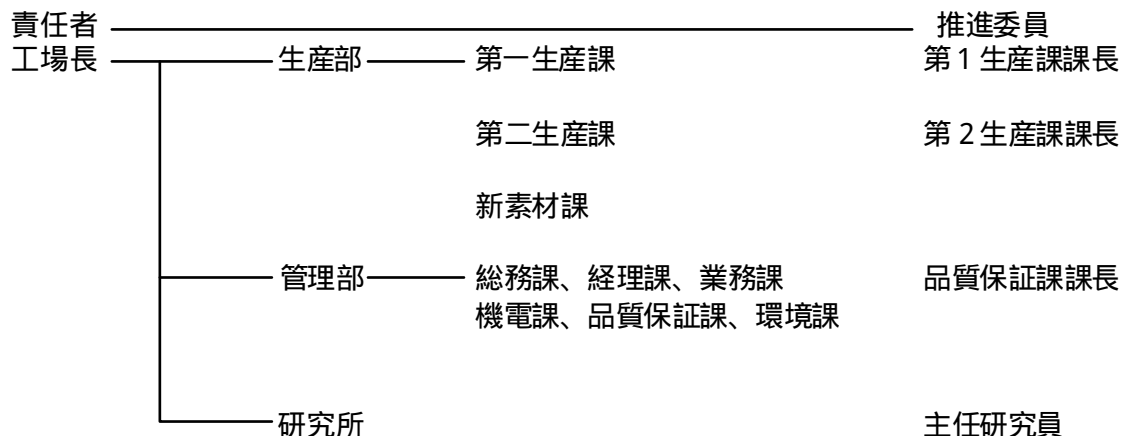 責任者 推進委員
工場長 生産部 第一生産課 第1生産課課長
第二生産課 第2生産課課長
新素材課
管理部 総務課、経理課、業務課 品質保証課課長
機電課、品質保証課、環境課
研究所 主任研究員